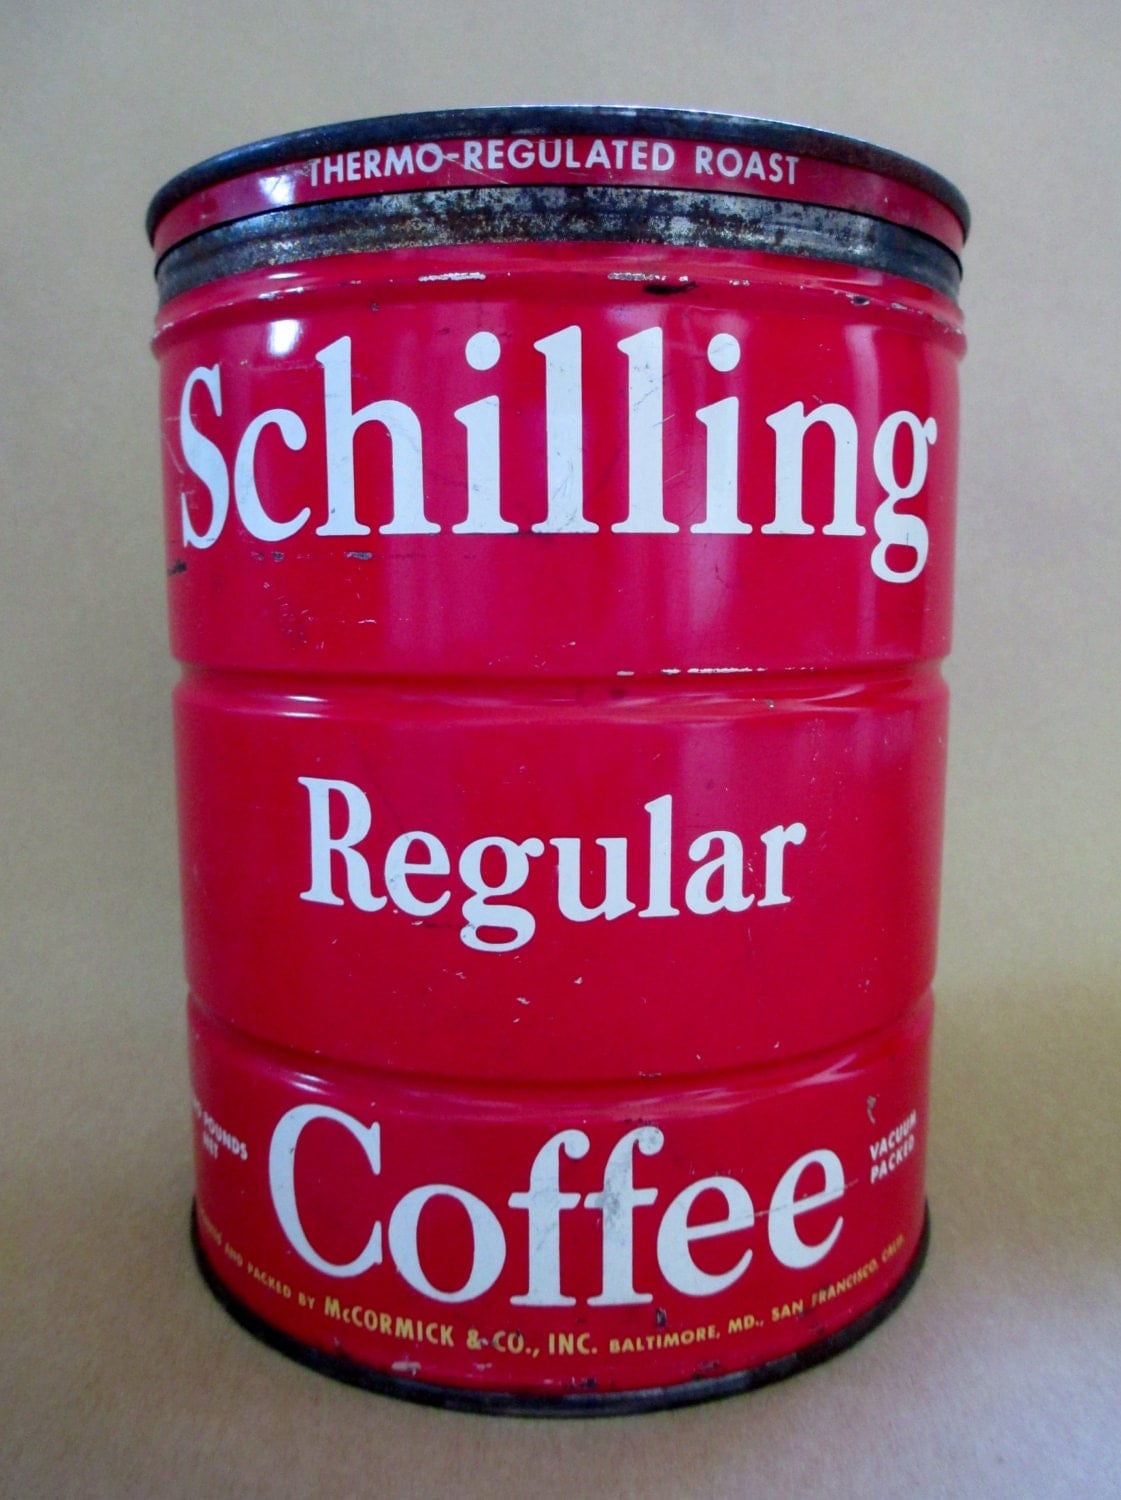 THERMO-REGULATED ROAST
Schilling
Regular
Coffee
POUNDS
NET
VACUUM
PACKED
AND PACKED BY McCORMICK & CO., INC. BALTIMORE, MD., SAN FRANCISCO, CALIF.